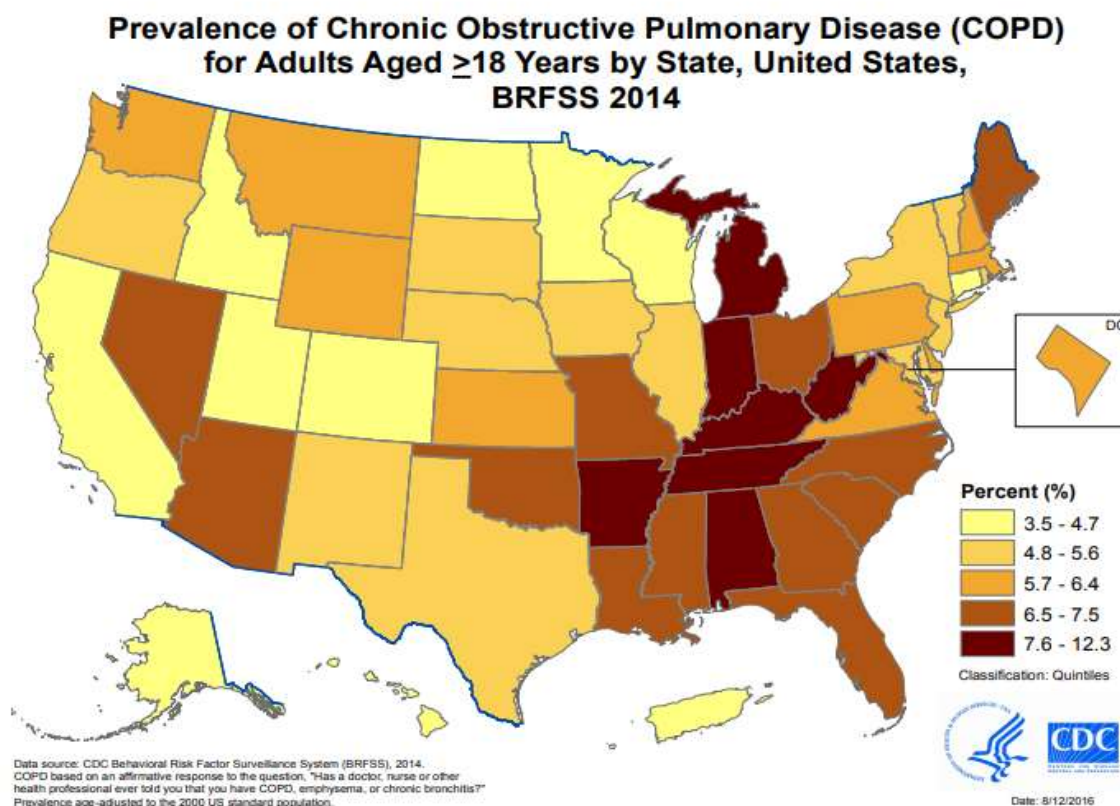 Prevalence of Chronic Obstructive Pulmonary Disease (COPD)
for Adults Aged ≥18 Years by State, United States,
BRFSS 2014
DC
Percent (%)
3.5 - 4.7
4.8 - 5.6
5.7 - 6.4
6.5 - 7.5
7.6 - 12.3
Classification: Quintiles
CDC
Data source: CDC Behavioral Risk Factor Surveillance System (BRFSS), 2014.
COPD based on an affirmative response to the question, "Has a doctor, nurse or other
health professional ever told you that you have COPD, emphysema, or chronic bronchitis?"
Prevalence age-adjusted to the 2000 US standard population.
Date: 8/12/2016